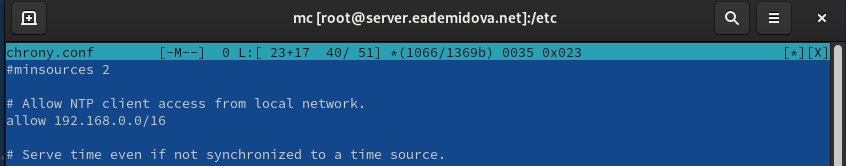 mc [root@server.eademidova.net]:/etc
chrony.conf [-M--] 0 L:[ 23+17 40/ 51] *(1066/1369b) 0035 0x023 [*][X]
#minsources 2
# Allow NTP client access from local network.
allow 192.168.0.0/16
# Serve time even if not synchronized to a time source.